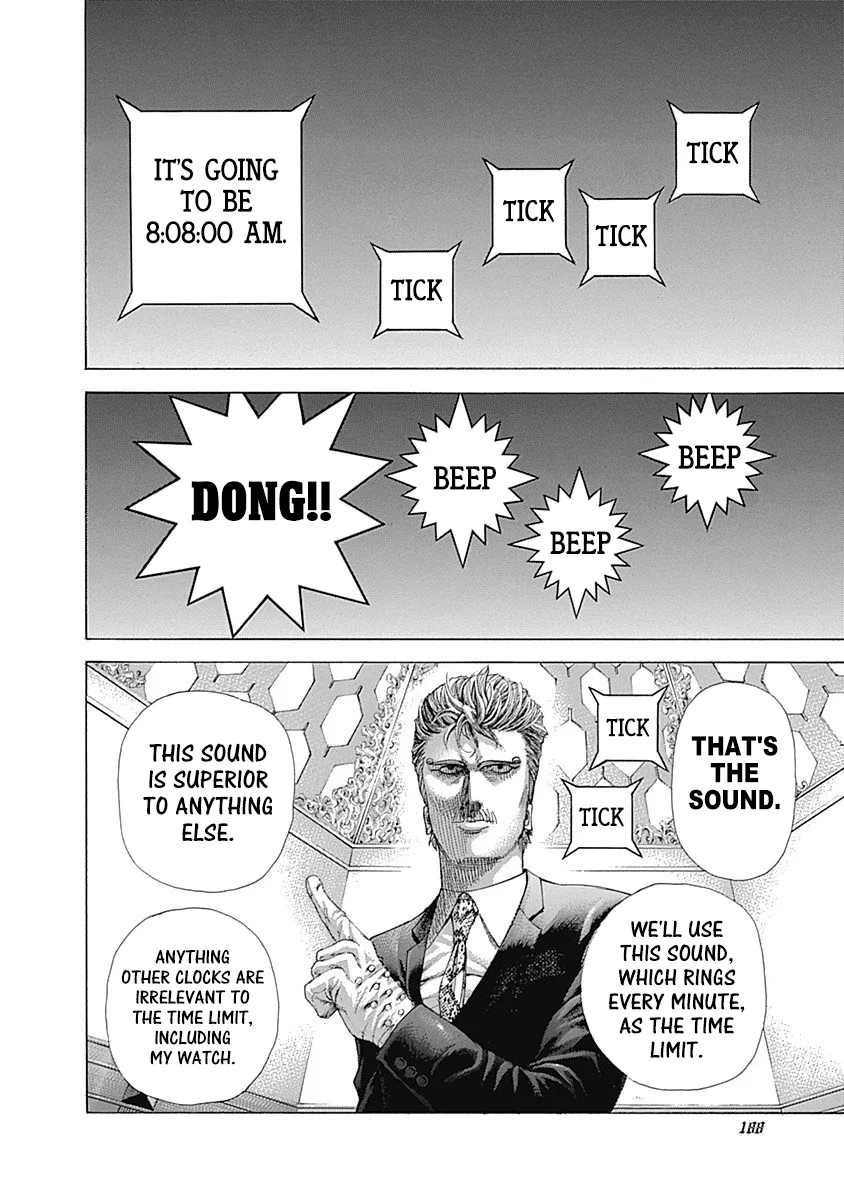 TICK
TICK
TICK
TICK
IT'S GOING
TO BE
8:08:00 AM.
BEEP
BEEP
BEEP
DONG!!
THAT'S
THE
SOUND.
TICK
TICK
WE'LL USE
THIS SOUND,
WHICH RINGS
EVERY MINUTE,
AS THE TIME
LIMIT.
THIS SOUND
IS SUPERIOR
TO ANYTHING
ELSE.
ANYTHING
OTHER CLOCKS ARE
IRRELEVANT TO
THE TIME LIMIT,
INCLUDING
MY WATCH.
188